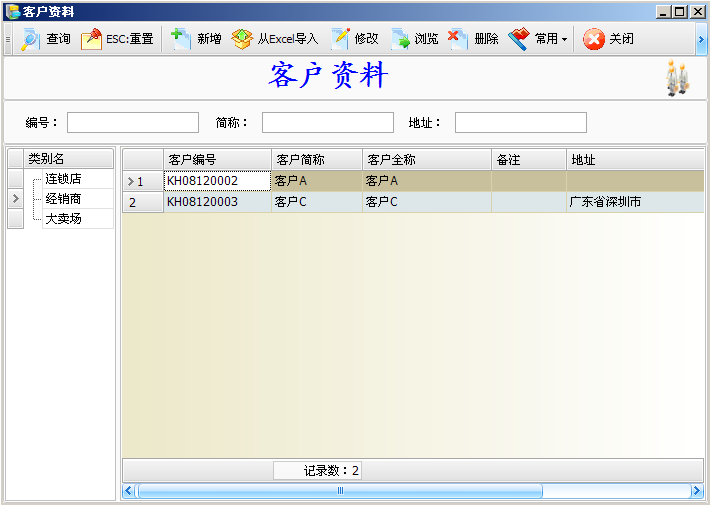 客户资料
查询 ESC:重置 新增 从Excel导入 修改 浏览 删除 常用 关闭
客户资料
编号： 简称： 地址：
类别名
连锁店
经销商
大卖场
客户编号 客户简称 客户全称 备注 地址
1 KH08120002 客户A 客户A
2 KH08120003 客户C 客户C 广东省深圳市
记录数：2